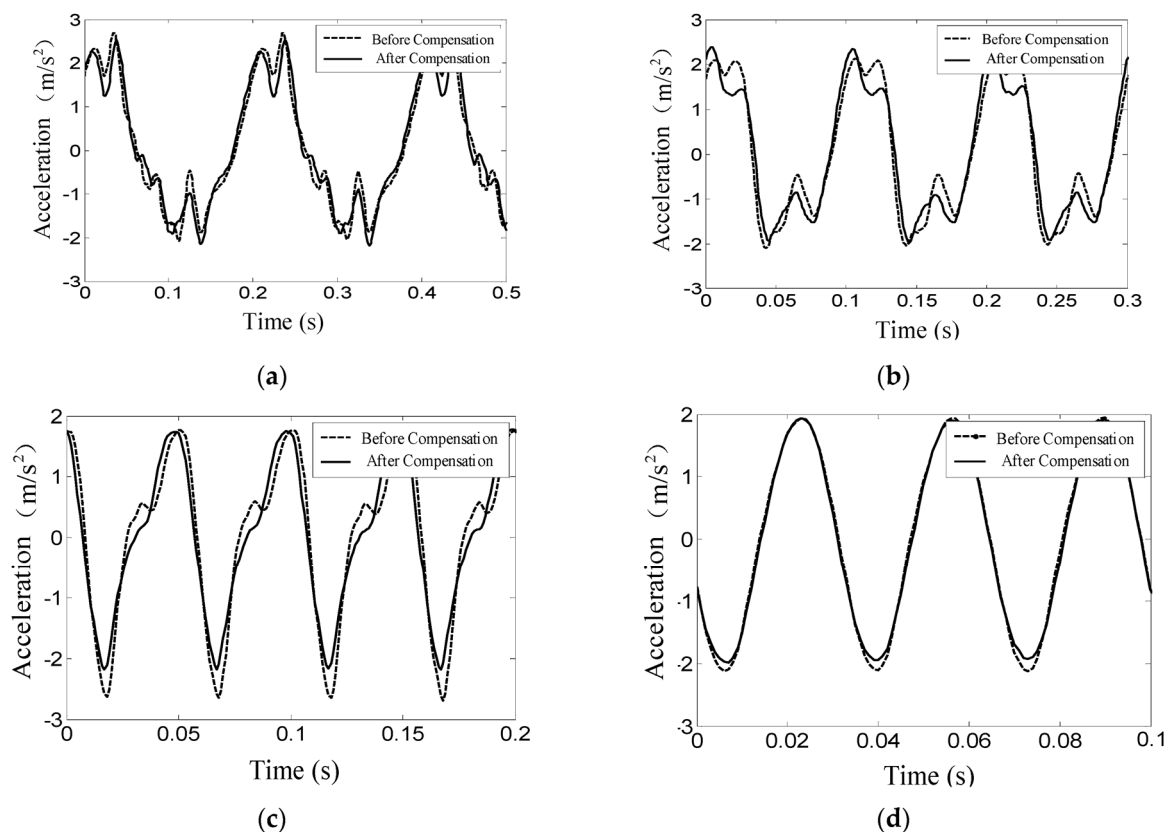 3
Before Compensation
After Compensation
2
1
0
-1
-2
-3
0
0.1
0.2
0.3
0.4
0.5
Acceleration（m/s²）
Time (s)
(a)
3
Before Compensation
After Compensation
2
1
0
-1
-2
-3
0
0.05
0.1
0.15
0.2
0.25
0.3
Acceleration（m/s²）
Time (s)
(b)
2
Before Compensation
After Compensation
1
0
-1
-2
-3
0
0.05
0.1
0.15
0.2
Acceleration（m/s²）
Time (s)
(c)
2
Before Compensation
After Compensation
1
0
-1
-2
-3
0
0.02
0.04
0.06
0.08
0.1
Acceleration（m/s²）
Time (s)
(d)